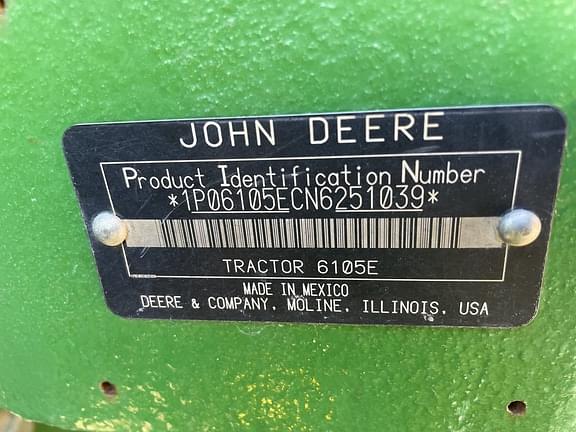 JOHN DEERE
Product Identification Number
*1P06105ECN6251039*
TRACTOR 6105E
MADE IN MEXICO
DEERE & COMPANY, MOLINE, ILLINOIS, USA